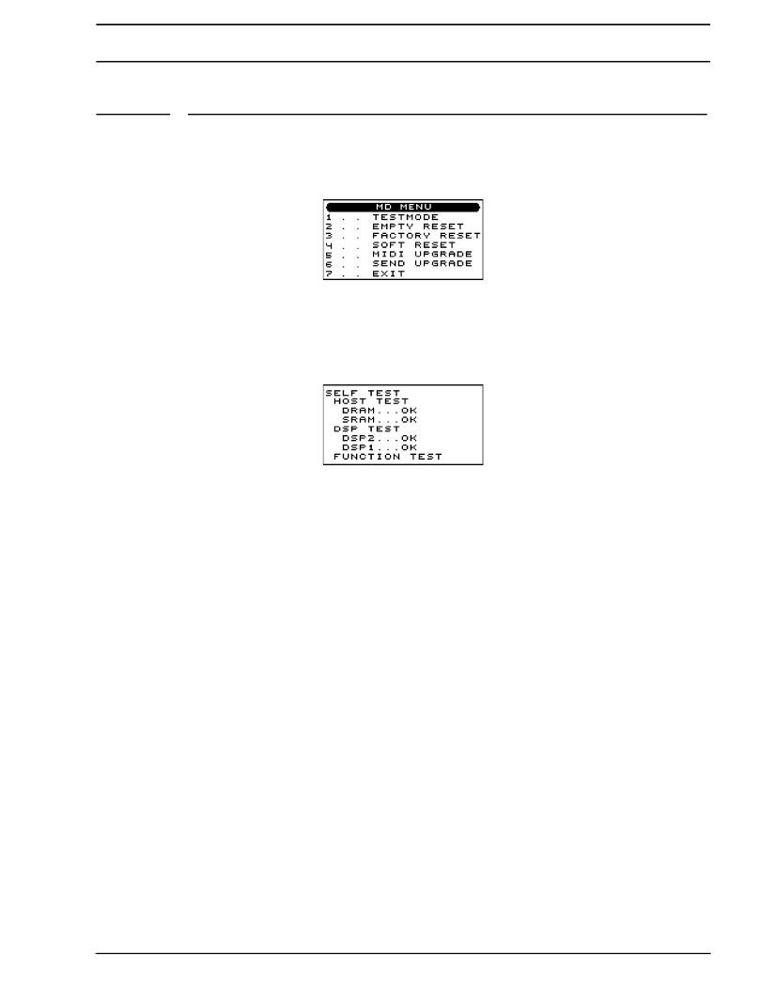 MD MENU
1 . . TESTMODE
2 . . EMPTY RESET
3 . . FACTORY RESET
4 . . SOFT RESET
5 . . MIDI UPGRADE
6 . . SEND UPGRADE
7 . . EXIT
SELF TEST
HOST TEST
DRAM...OK
SRAM...OK
DSP TEST
DSP2...OK
DSP1...OK
FUNCTION TEST